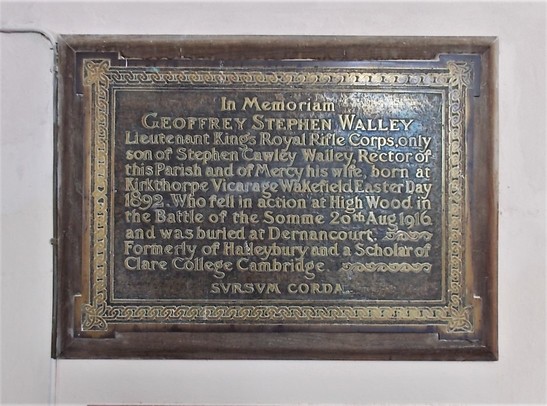 In Memoriam
GEOFFREY STEPHEN WALLEY
Lieutenant King's Royal Rifle Corps, only
son of Stephen Cawley Walley, Rector of
this Parish and of Mercy his wife, born at
Kirkthorpe Vicarage Wakefield Easter Day
1892. Who fell in action at High Wood in
the Battle of the Somme 20th Aug. 1916
and was buried at Dernancourt.
Formerly of Haileybury and a Scholar of
Clare College Cambridge.
SVRSVM CORDA.